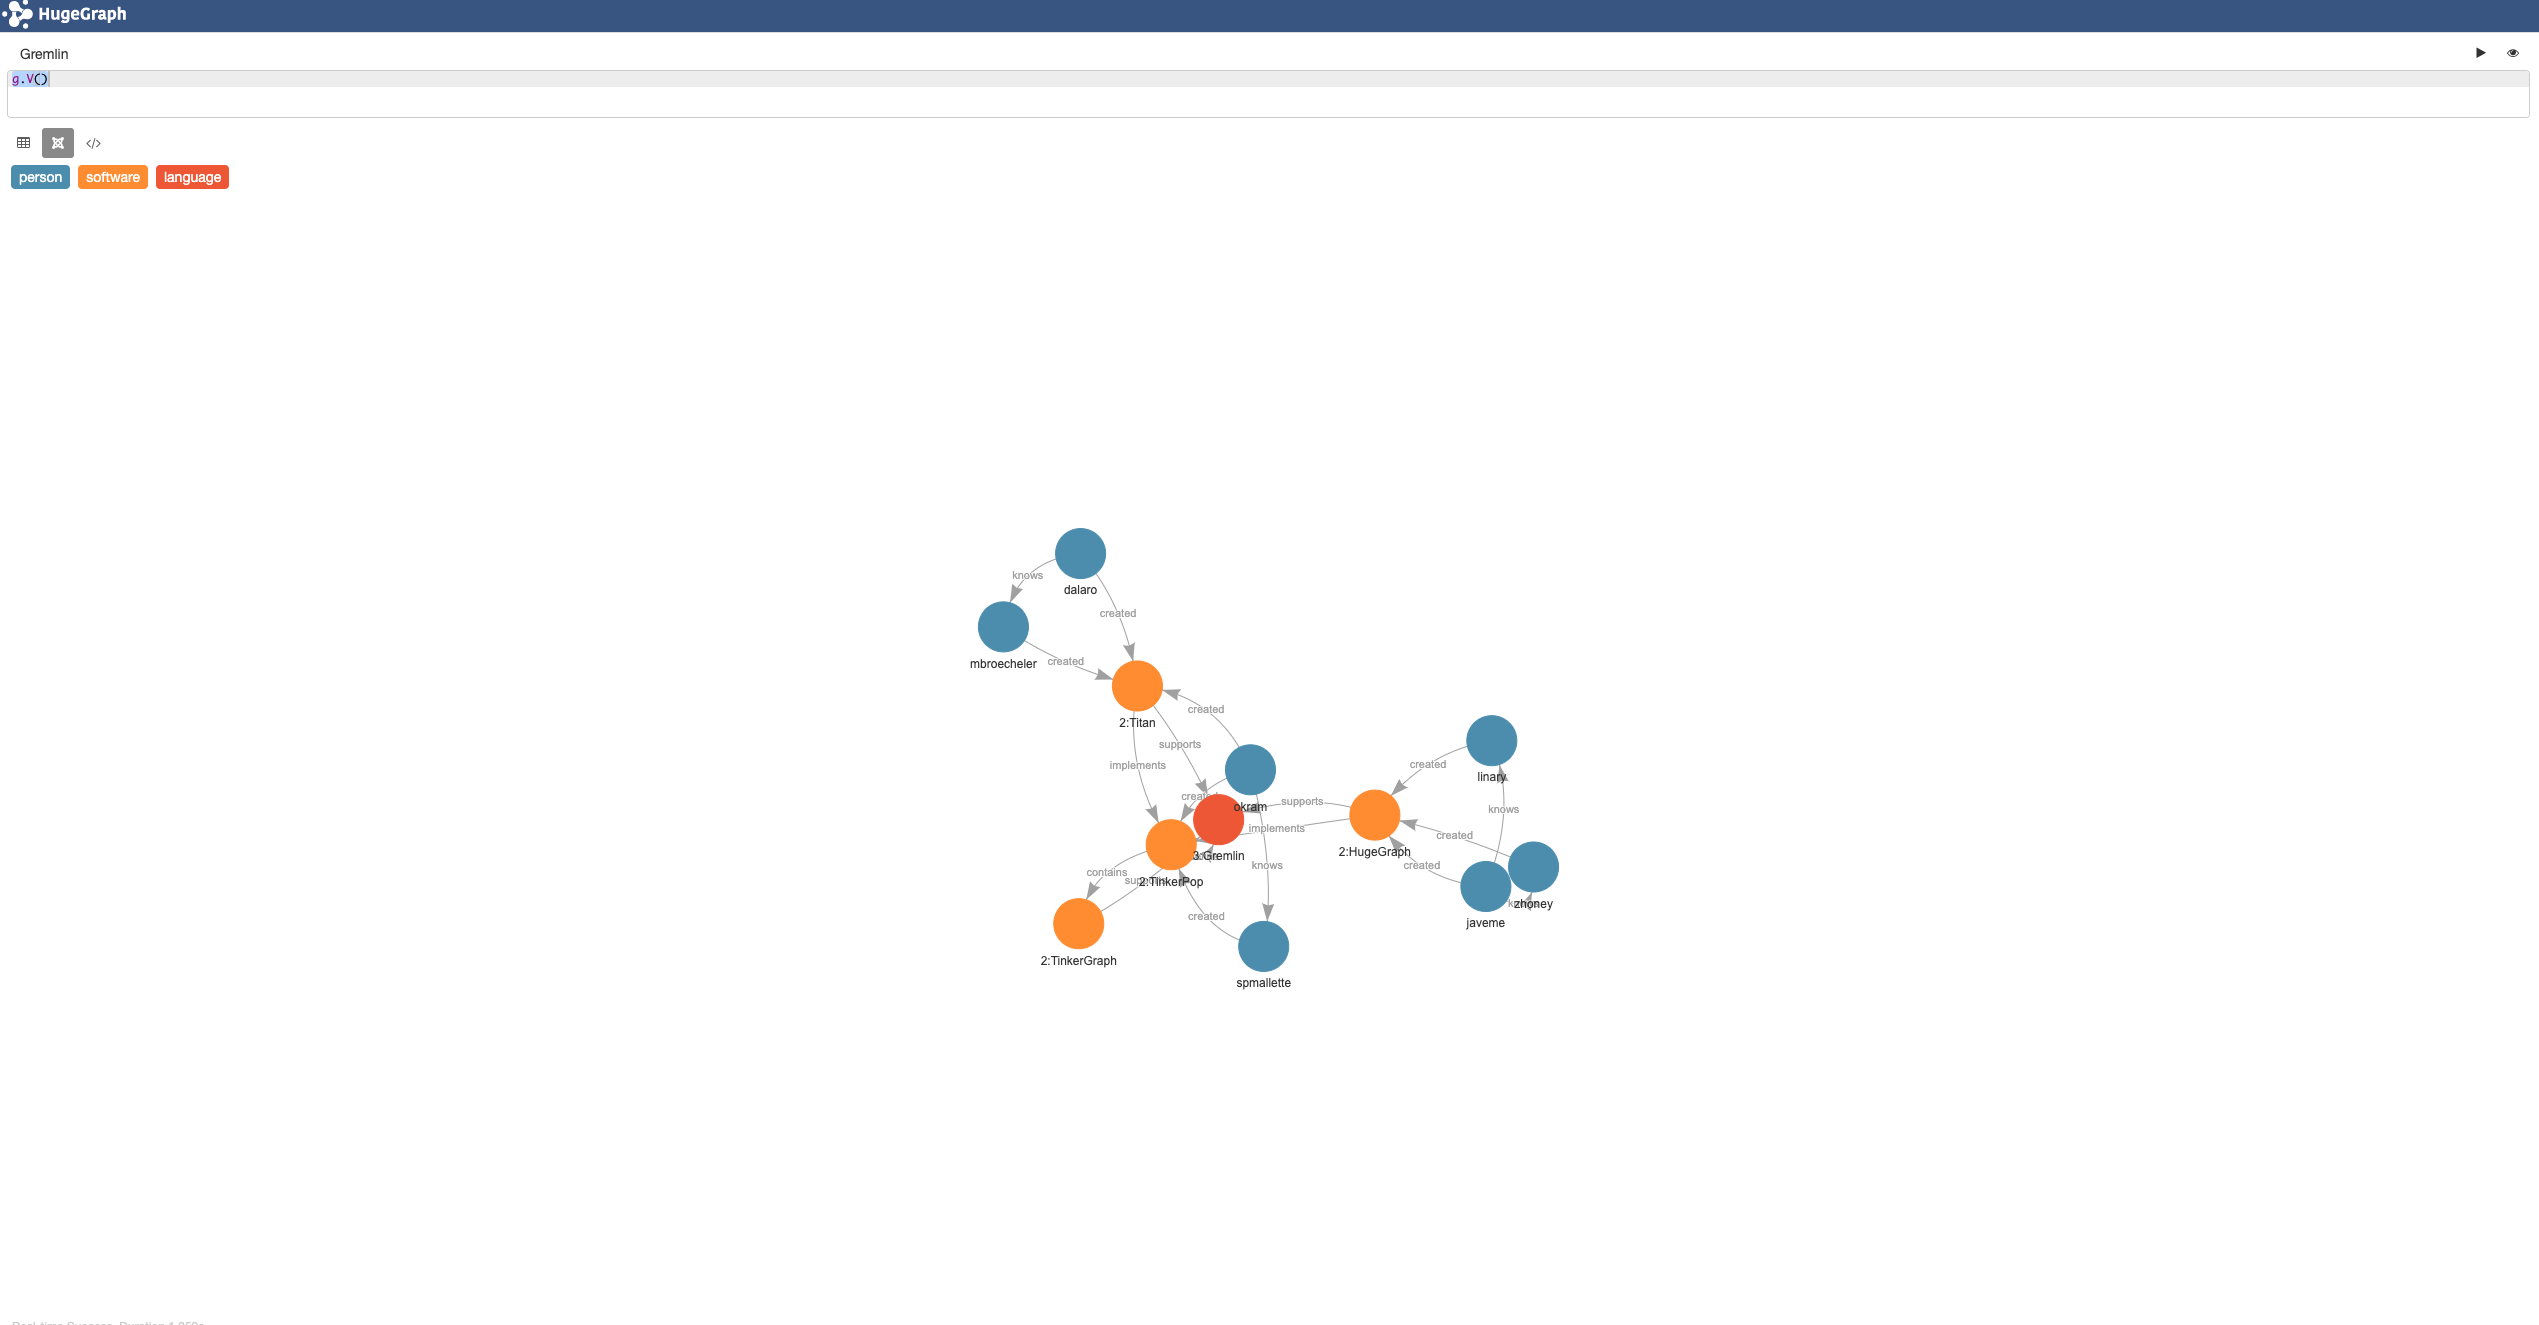 HugeGraph
Gremlin
g.V()
</>
person software language
knows
dalaro
created
created
mbroecheler
created
2:Titan
supports
implements
linary
created
okram
supports
knows
implements
created
3:Gremlin
2:HugeGraph
knows
created
contains
2:TinkerPop
zhoney
created
javeme
2:TinkerGraph
spmallette